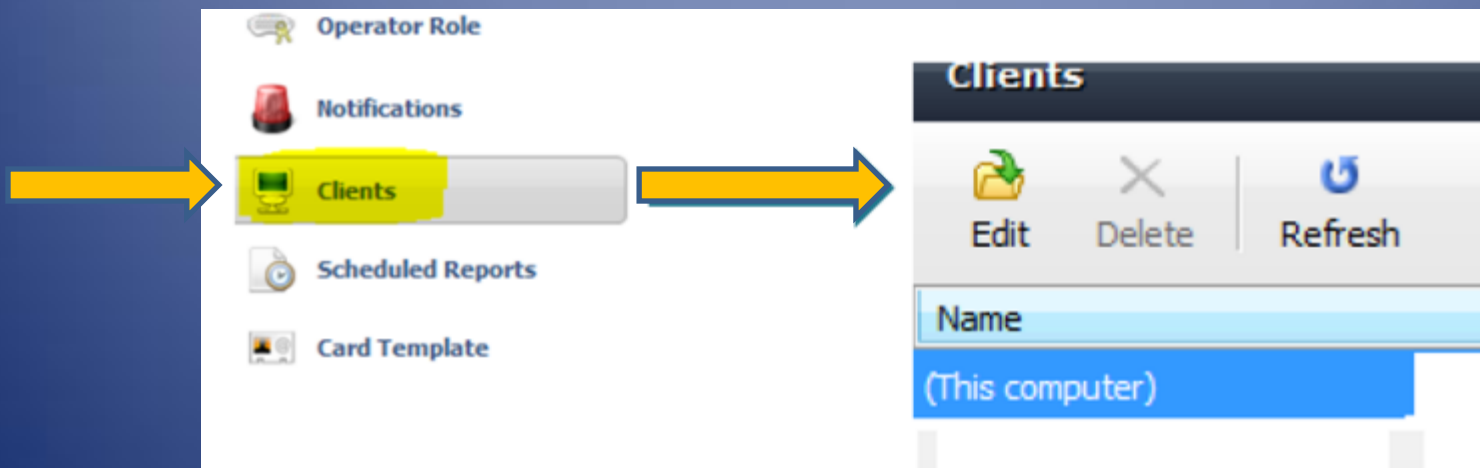 Operator Role
Notifications
Clients
Scheduled Reports
Card Template
Clients
Edit Delete Refresh
Name
(This computer)